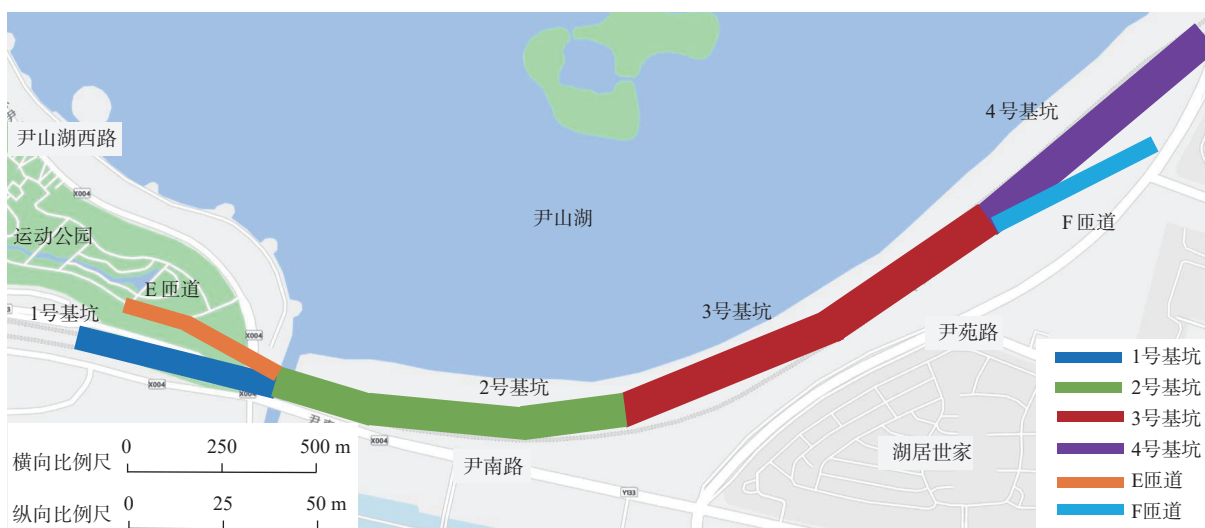 4号基坑
尹山湖西路
X004
尹山湖
F匝道
运动公园
E匝道
1号基坑
3号基坑
尹苑路
X004
2号基坑
X004
X004
X004
尹南路
湖居世家
Y133
1号基坑
2号基坑
3号基坑
4号基坑
E匝道
F匝道
横向比例尺 0 250 500 m
纵向比例尺 0 25 50 m